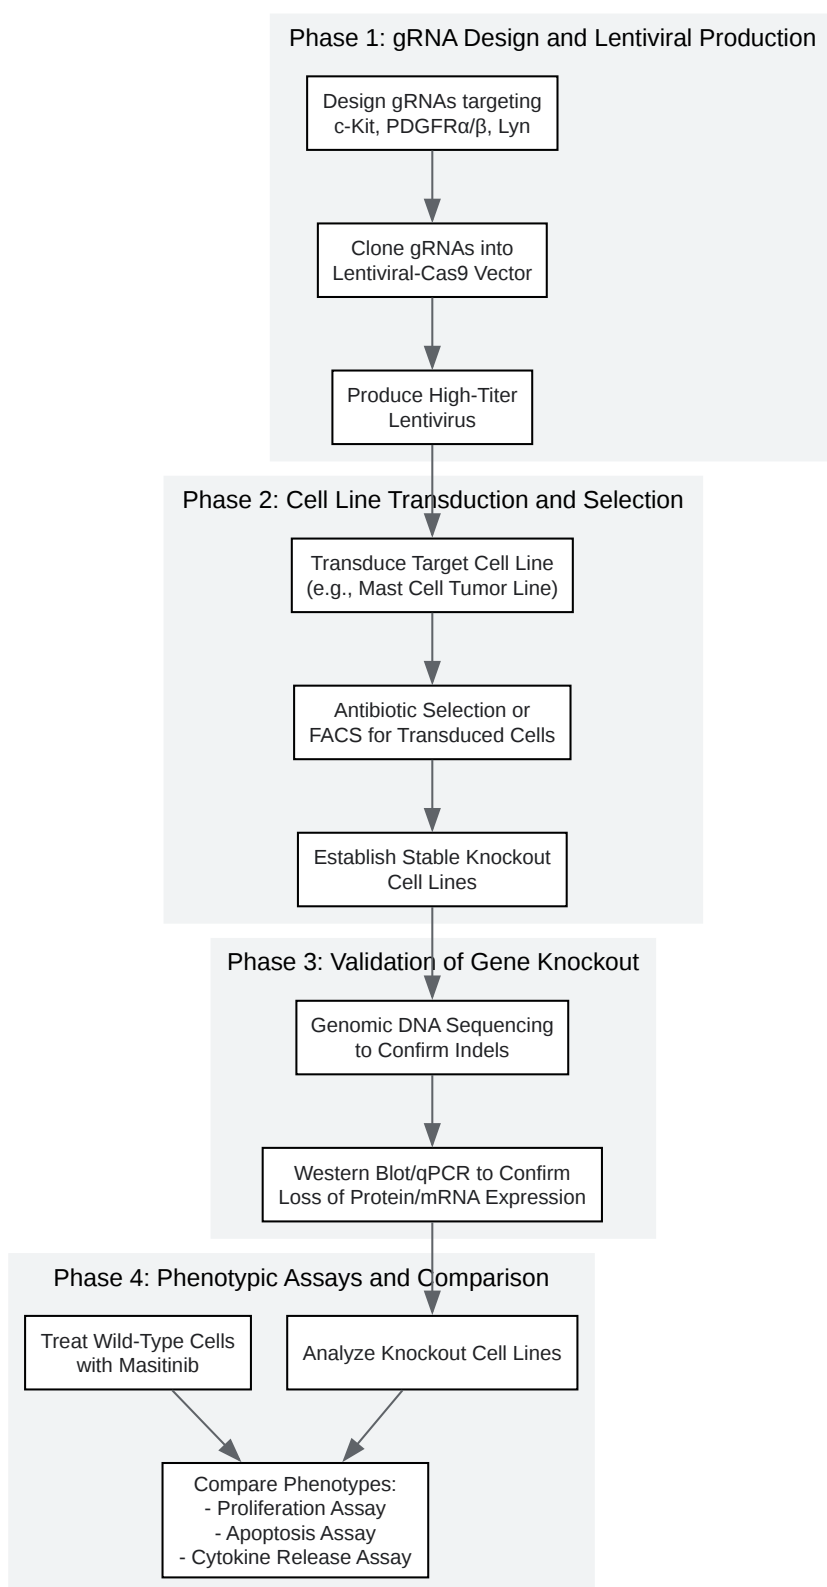 Phase 1: gRNA Design and Lentiviral Production
Design gRNAs targeting
c-Kit, PDGFRα/β, Lyn
Clone gRNAs into
Lentiviral-Cas9 Vector
Produce High-Titer
Lentivirus
Phase 2: Cell Line Transduction and Selection
Transduce Target Cell Line
(e.g., Mast Cell Tumor Line)
Antibiotic Selection or
FACS for Transduced Cells
Establish Stable Knockout
Cell Lines
Phase 3: Validation of Gene Knockout
Genomic DNA Sequencing
to Confirm Indels
Western Blot/qPCR to Confirm
Loss of Protein/mRNA Expression
Phase 4: Phenotypic Assays and Comparison
Treat Wild-Type Cells
with Masitinib
Analyze Knockout Cell Lines
Compare Phenotypes:
- Proliferation Assay
- Apoptosis Assay
- Cytokine Release Assay